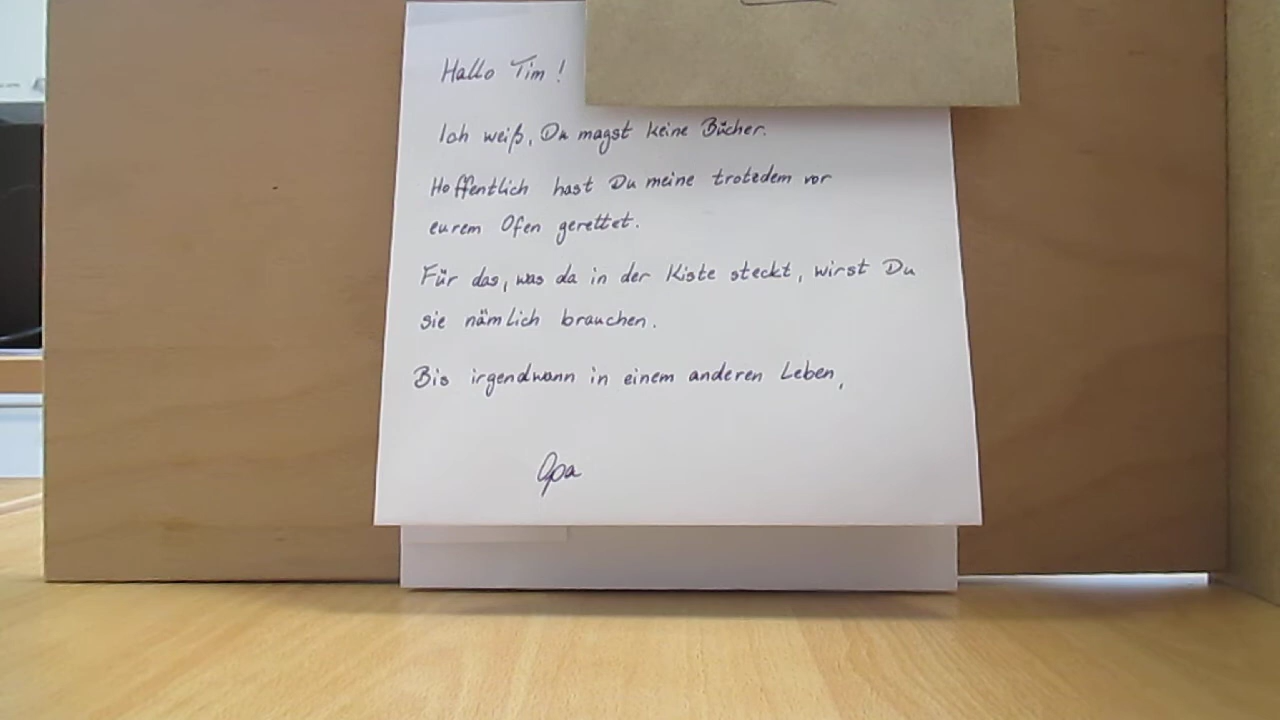 Hallo Tim!
Ich weiß, Du magst keine Bücher.
Hoffentlich hast Du meine trotzdem vor
eurem Ofen gerettet.
Für das, was da in der Kiste steckt, wirst Du
sie nämlich brauchen.
Bis irgendwann in einem anderen Leben,
Opa